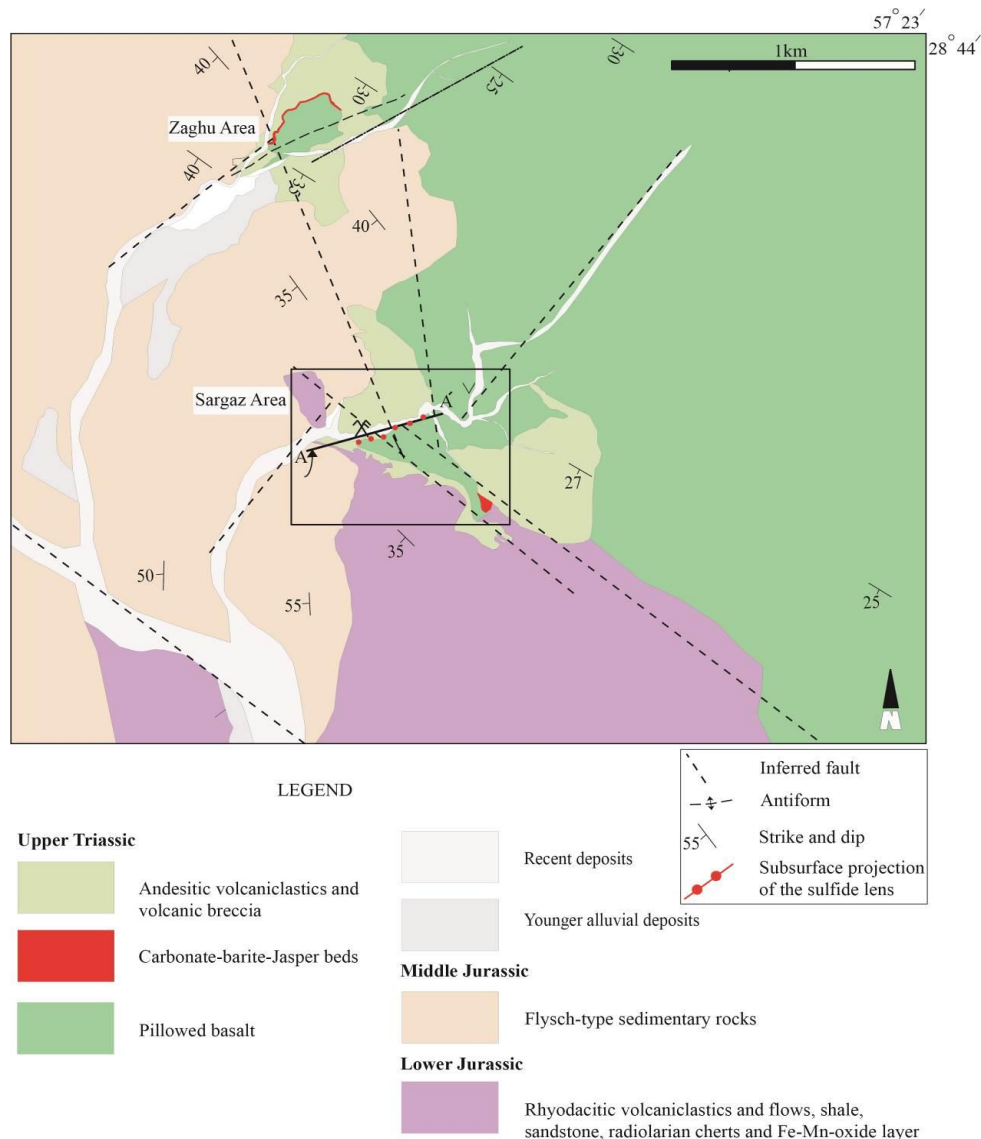 57° 23′
28° 44′
1km
30
25
40
30
Zaghu Area
40
35
40
35
Sargaz Area
A′
A
27
35
50
55
25
N
LEGEND
Upper Triassic
Andesitic volcaniclastics and
volcanic breccia
Carbonate-barite-Jasper beds
Pillowed basalt
Recent deposits
Younger alluvial deposits
Middle Jurassic
Flysch-type sedimentary rocks
Lower Jurassic
Rhyodacitic volcaniclastics and flows, shale,
sandstone, radiolarian cherts and Fe-Mn-oxide layer
Inferred fault
Antiform
55
Strike and dip
Subsurface projection
of the sulfide lens